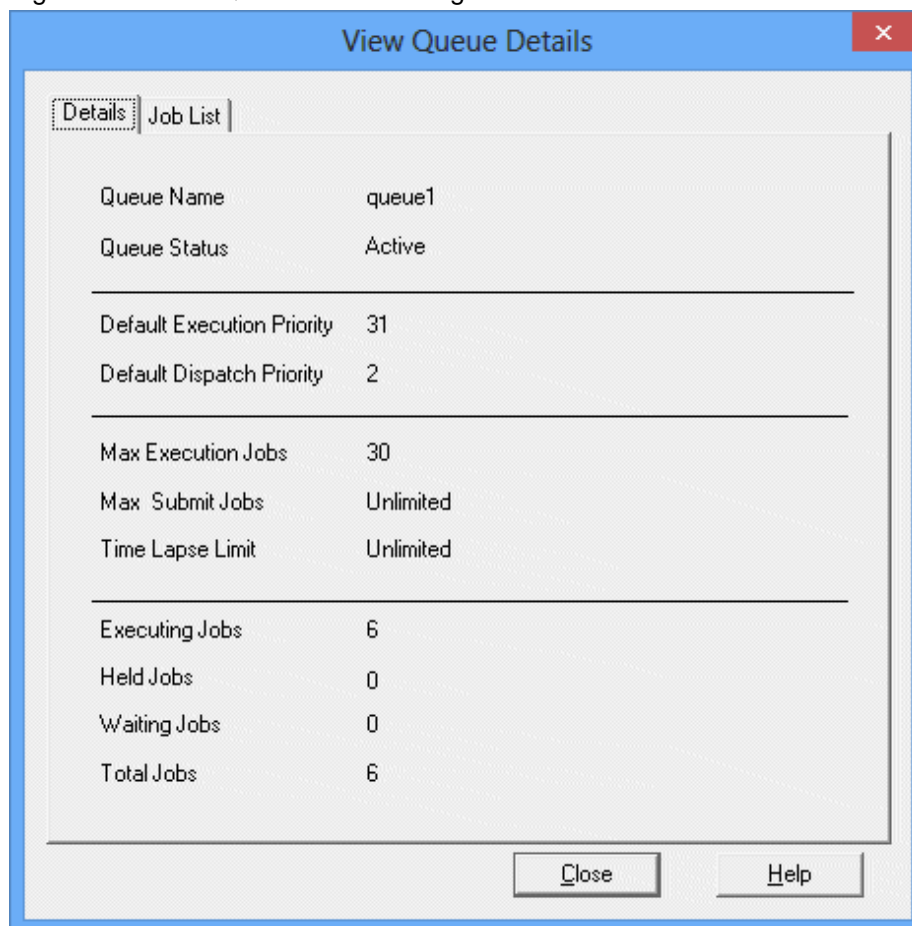 View Queue Details
Details Job List
Queue Name queue1
Queue Status Active
Default Execution Priority 31
Default Dispatch Priority 2
Max Execution Jobs 30
Max Submit Jobs Unlimited
Time Lapse Limit Unlimited
Executing Jobs 6
Held Jobs 0
Waiting Jobs 0
Total Jobs 6
Close Help